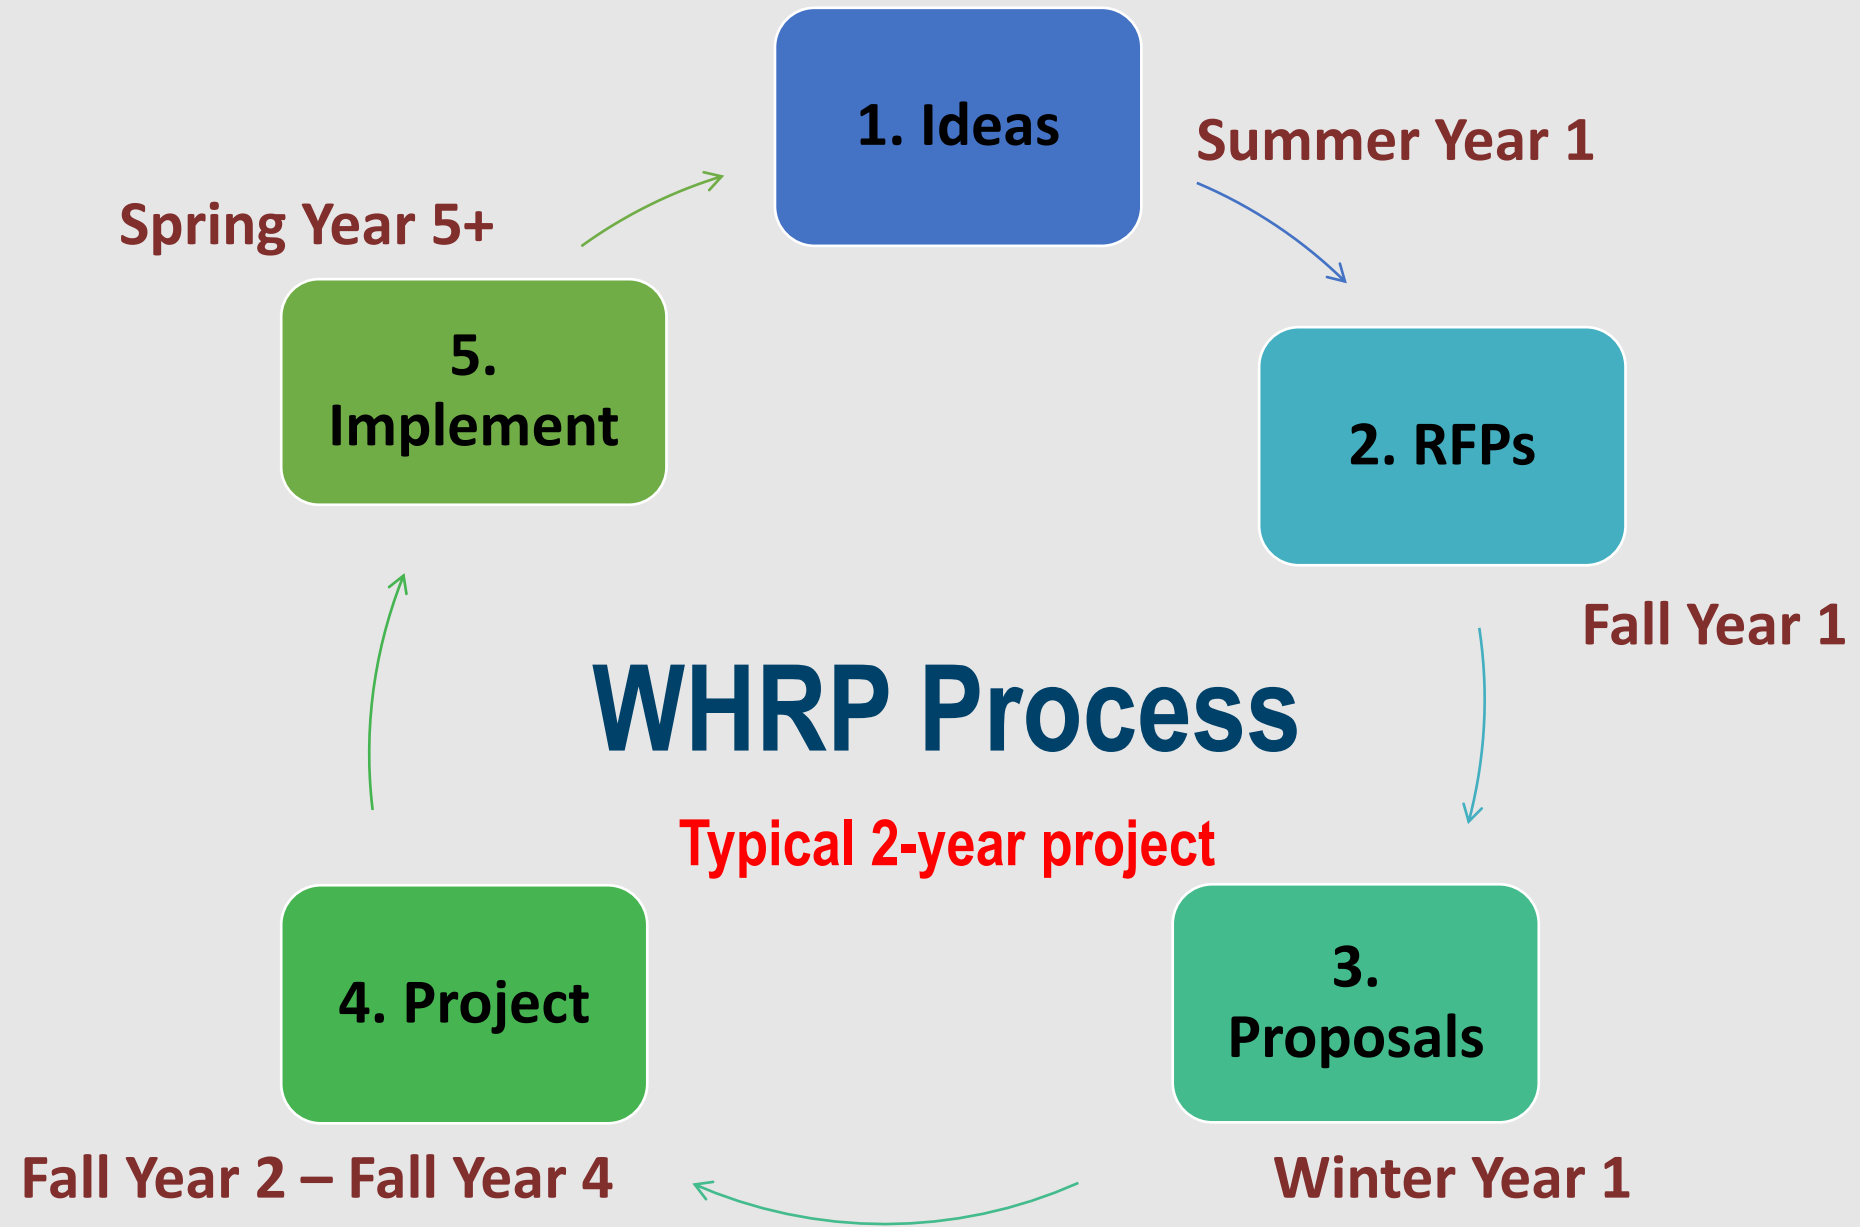 1. Ideas
Summer Year 1
2. RFPs
Fall Year 1
3.
Proposals
Winter Year 1
4. Project
Fall Year 2 – Fall Year 4
5.
Implement
Spring Year 5+
WHRP Process
Typical 2-year project